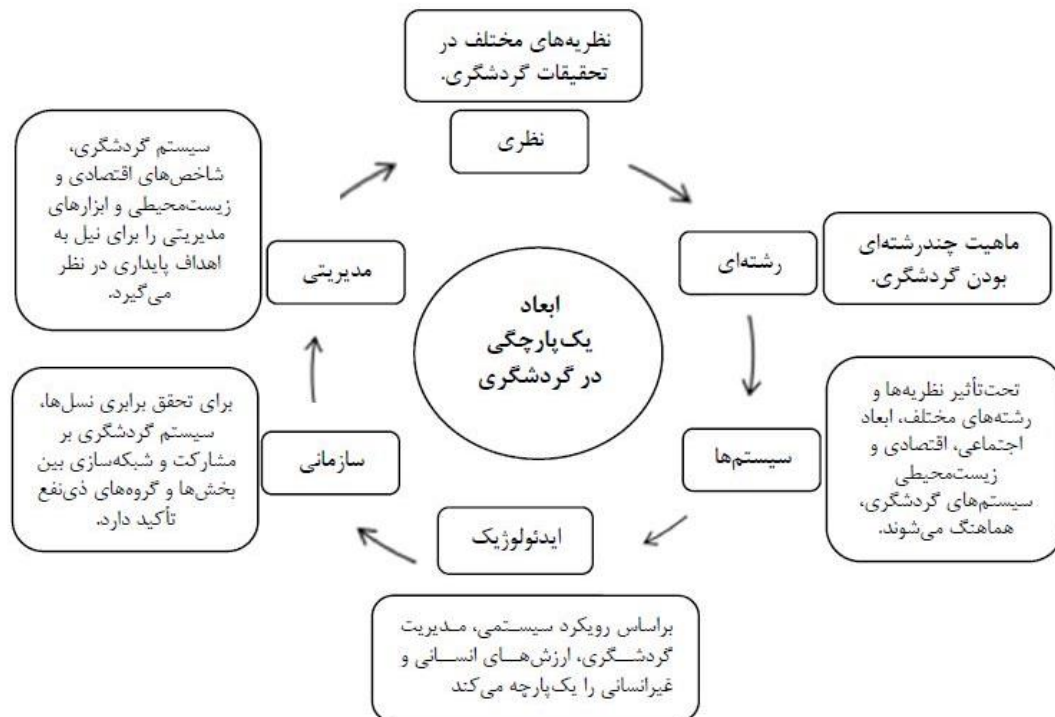 نظریه‌های مختلف در
تحقیقات گردشگری.
نظری
ماهیت چندرشته‌ای
بودن گردشگری.
رشته‌ای
تحت‌تأثیر نظریه‌ها و
رشته‌های مختلف، ابعاد
اجتماعی، اقتصادی و
زیست‌محیطی
سیستم‌های گردشگری،
هماهنگ می‌شوند.
سیستم‌ها
ایدئولوژیک
براساس رویکرد سیستمی، مدیریت
گردشگری، ارزش‌های انسانی و
غیرانسانی را یک‌پارچه می‌کند
سازمانی
برای تحقق برابری نسل‌ها،
سیستم گردشگری بر
مشارکت و شبکه‌سازی بین
بخش‌ها و گروه‌های ذی‌نفع
تأکید دارد.
مدیریتی
سیستم گردشگری،
شاخص‌های اقتصادی و
زیست‌محیطی و ابزارهای
مدیریتی را برای نیل به
اهداف پایداری در نظر
می‌گیرد.
ابعاد
یک‌پارچگی
در گردشگری